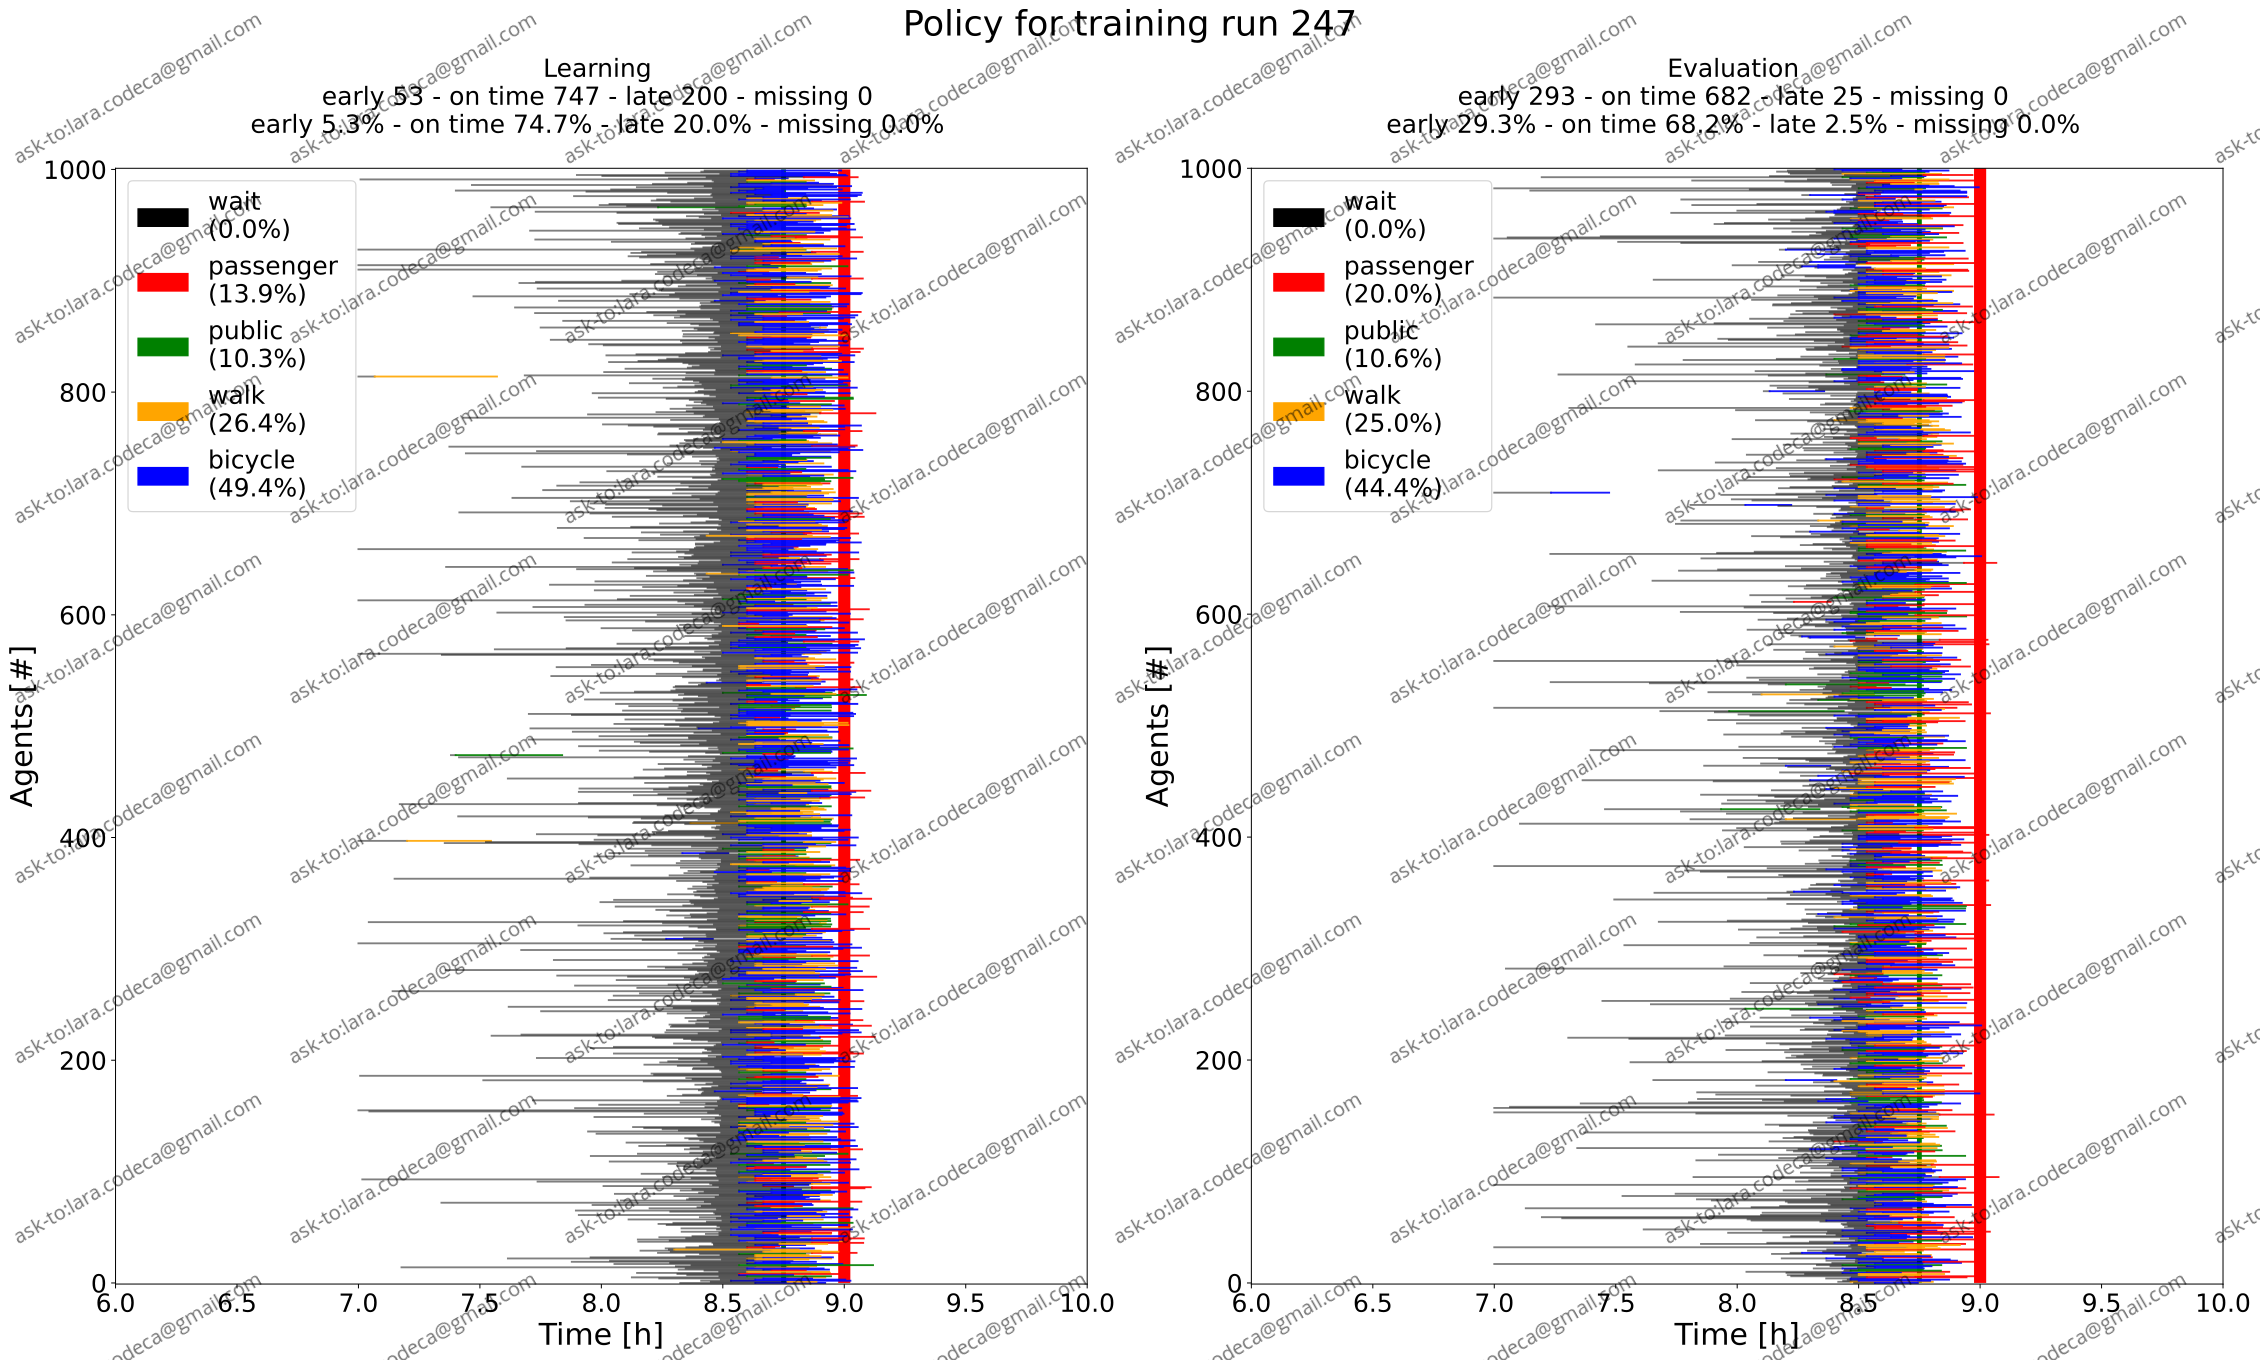 Policy for training run 247
Learning
early 53 - on time 747 - late 200 - missing 0
early 5.3% - on time 74.7% - late 20.0% - missing 0.0%
1000
800
600
400
200
0
Agents [#]
wait
(0.0%)
passenger
(13.9%)
public
(10.3%)
walk
(26.4%)
bicycle
(49.4%)
6.0 6.5 7.0 7.5 8.0 8.5 9.0 9.5 10.0
Time [h]
Evaluation
early 293 - on time 682 - late 25 - missing 0
early 29.3% - on time 68.2% - late 2.5% - missing 0.0%
1000
800
600
400
200
0
Agents [#]
wait
(0.0%)
passenger
(20.0%)
public
(10.6%)
walk
(25.0%)
bicycle
(44.4%)
6.0 6.5 7.0 7.5 8.0 8.5 9.0 9.5 10.0
Time [h]
ask-to:lara.codeca@gmail.com